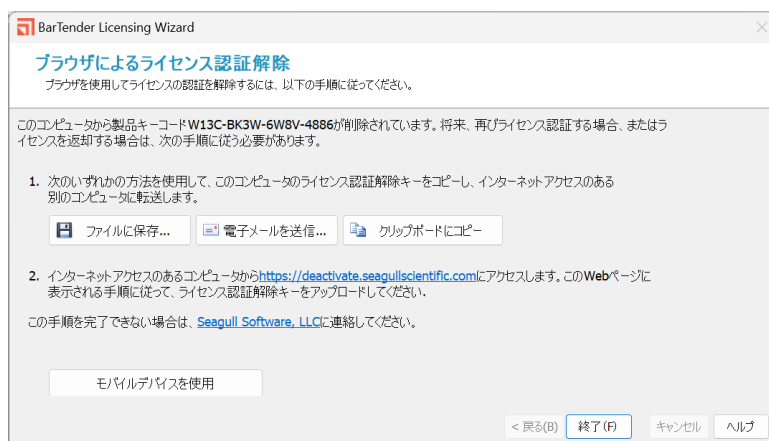 BarTender Licensing Wizard
ブラウザによるライセンス認証解除
ブラウザを使用してライセンスの認証を解除するには、以下の手順に従ってください。
このコンピュータから製品キーコードW13C-BK3W-6W8V-4886が削除されています。将来、再びライセンス認証する場合、またはラ
イセンスを返却する場合は、次の手順に従う必要があります。
1. 次のいずれかの方法を使用して、このコンピュータのライセンス認証解除キーをコピーし、インターネットアクセスのある
別のコンピュータに転送します。
ファイルに保存... 電子メールを送信... クリップボードにコピー
2. インターネットアクセスのあるコンピュータからhttps://deactivate.seagullscientific.comにアクセスします。このWebページに
表示される手順に従って、ライセンス認証解除キーをアップロードしてください.
この手順を完了できない場合は、Seagull Software, LLCに連絡してください。
モバイルデバイスを使用
< 戻る(B) 終了(F) キャンセル ヘルプ